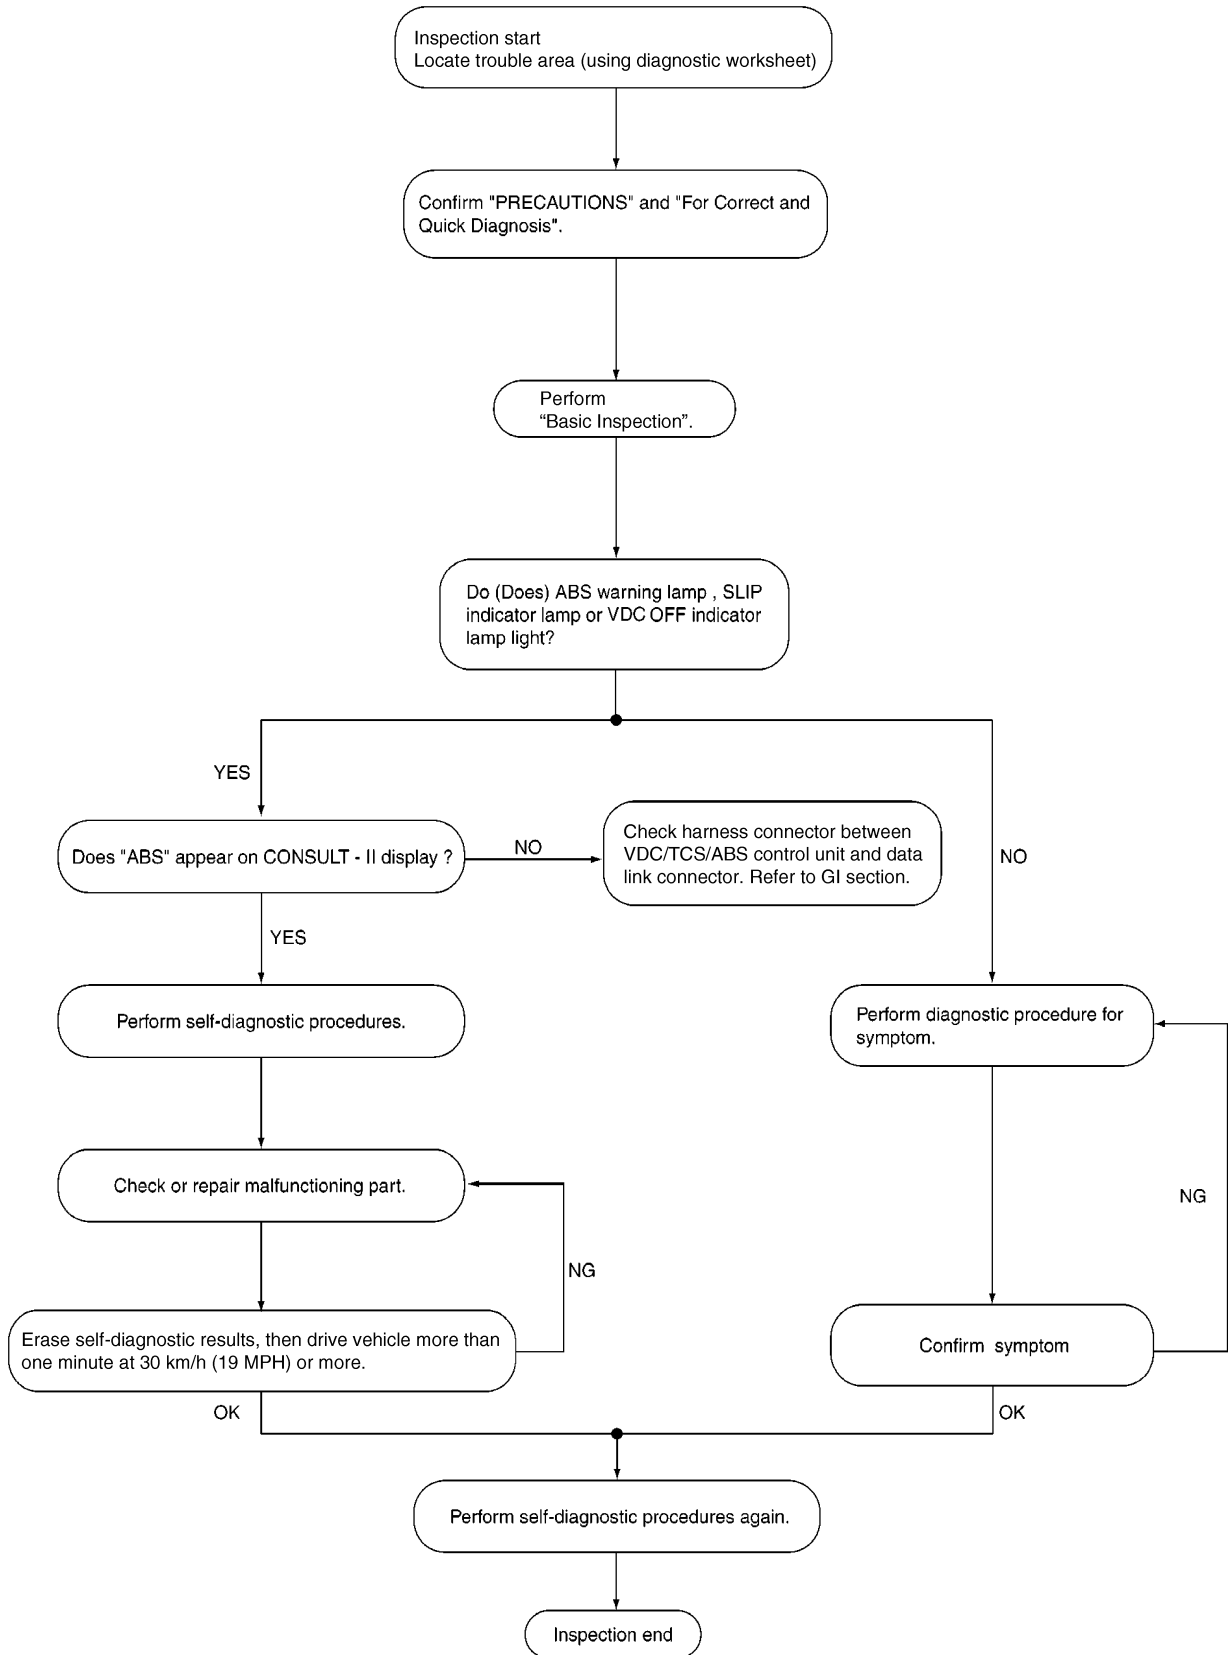 Inspection start
Locate trouble area (using diagnostic worksheet)
Confirm "PRECAUTIONS" and "For Correct and
Quick Diagnosis".
Perform
“Basic Inspection”.
Do (Does) ABS warning lamp , SLIP
indicator lamp or VDC OFF indicator
lamp light?
YES
NO
Does "ABS" appear on CONSULT - II display ?
NO
Check harness connector between
VDC/TCS/ABS control unit and data
link connector. Refer to GI section.
YES
Perform self-diagnostic procedures.
Perform diagnostic procedure for
symptom.
Check or repair malfunctioning part.
NG
NG
Erase self-diagnostic results, then drive vehicle more than
one minute at 30 km/h (19 MPH) or more.
Confirm symptom
OK
OK
Perform self-diagnostic procedures again.
Inspection end